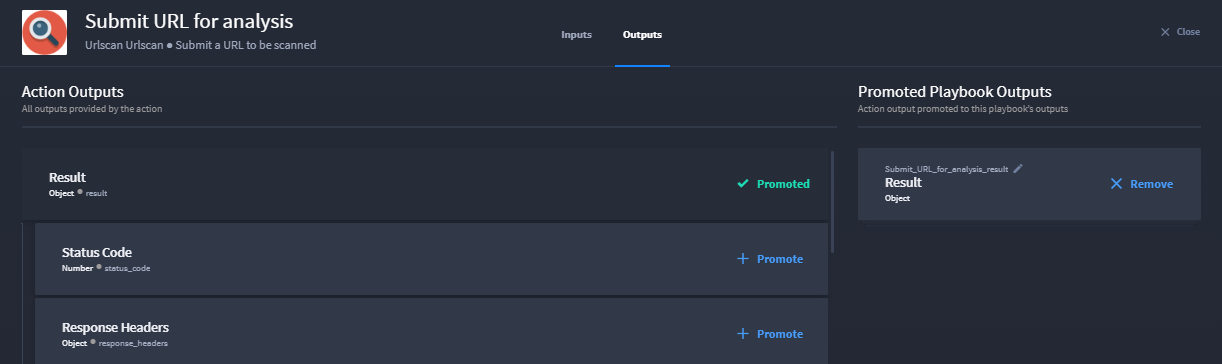 Submit URL for analysis
Urlscan Urlscan ● Submit a URL to be scanned
Inputs
Outputs
Close
Action Outputs
All outputs provided by the action
Result
Object ● result
Promoted
Status Code
Number ● status_code
Promote
Response Headers
Object ● response_headers
Promote
Promoted Playbook Outputs
Action output promoted to this playbook's outputs
Submit_URL_for_analysis_result
Result
Object
Remove